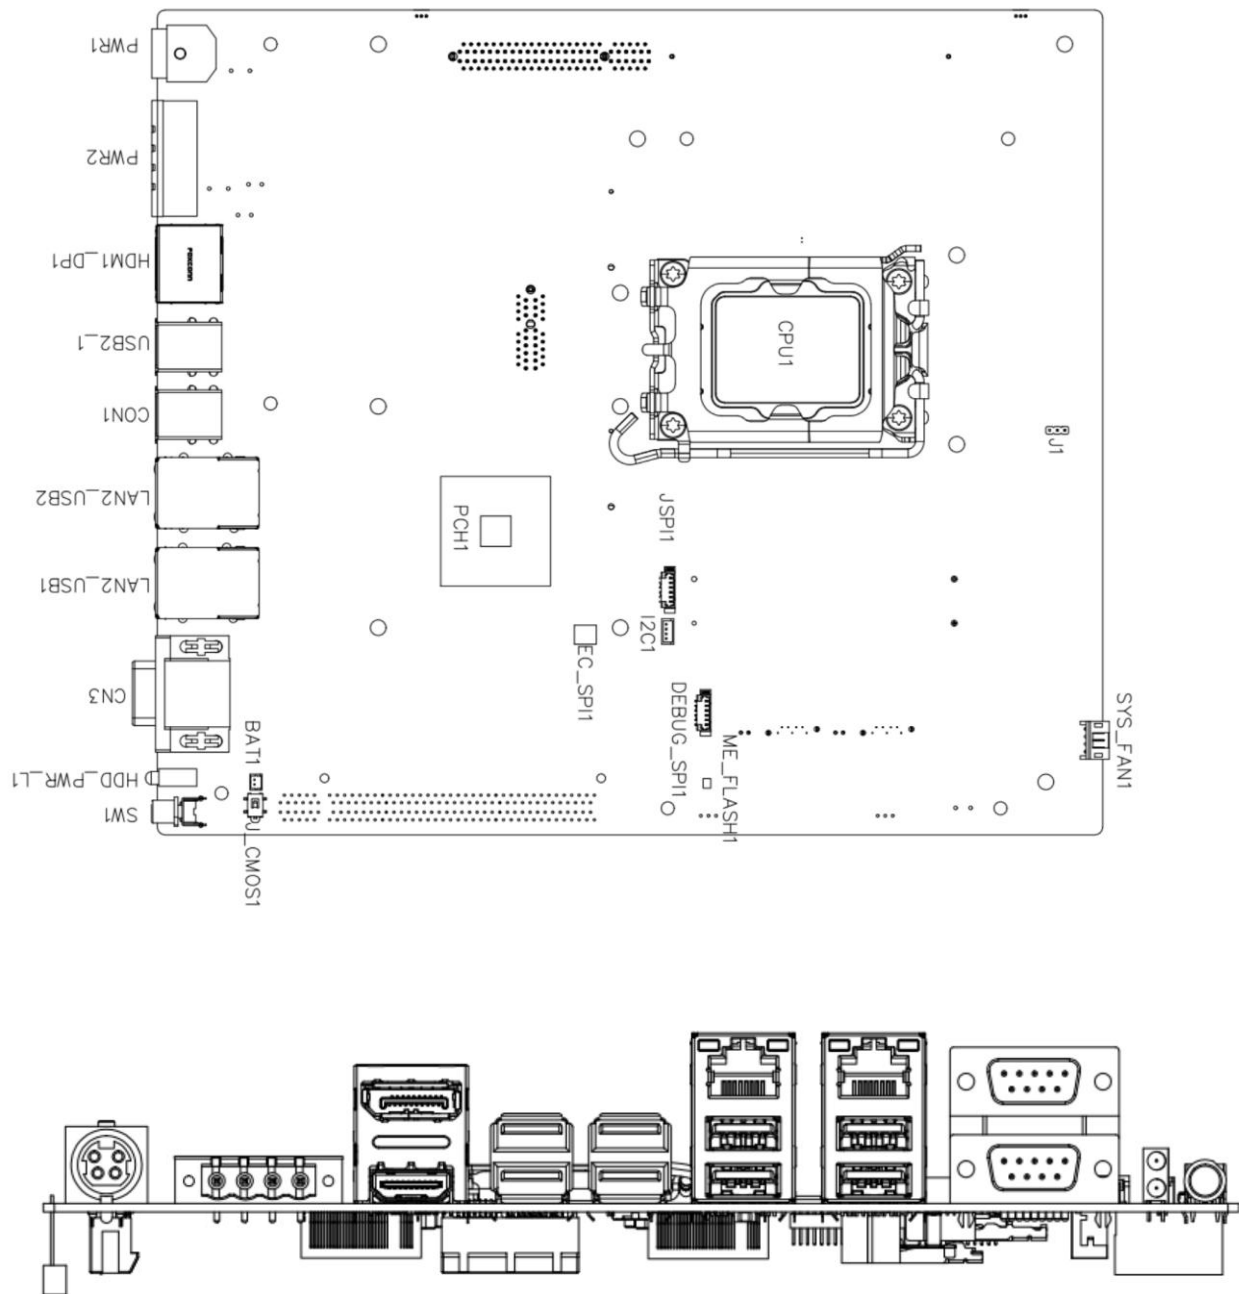 PWR1
PWR2
HDM1_DP1
FOXCONN
USB2_1
CPU1
CON1
J1
LAN2_USB2
JSPI1
PCH1
LAN2_USB1
I2C1
EC_SPI1
CN3
DEBUG_SPI1
SYS_FAN1
BAT1
ME_FLASH1
HDD_PWR_L1
SW1
J_CMOS1